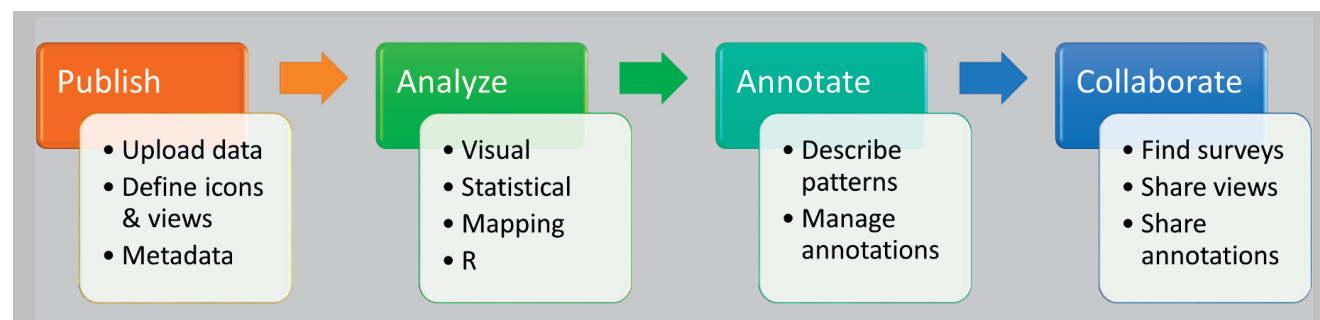 Publish
• Upload data
• Define icons
& views
• Metadata
Analyze
• Visual
• Statistical
• Mapping
• R
Annotate
• Describe
patterns
• Manage
annotations
Collaborate
• Find surveys
• Share views
• Share
annotations